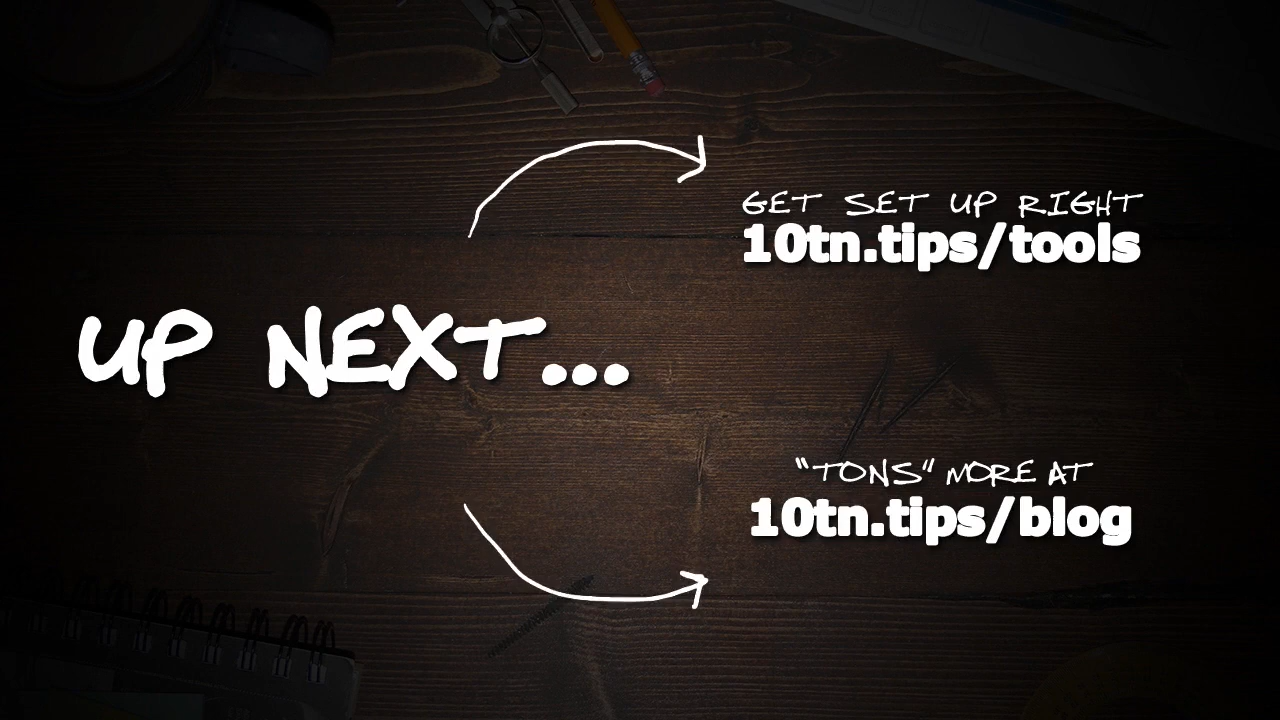 UP NEXT...
GET SET UP RIGHT
10tn.tips/tools
"TONS" MORE AT
10tn.tips/blog